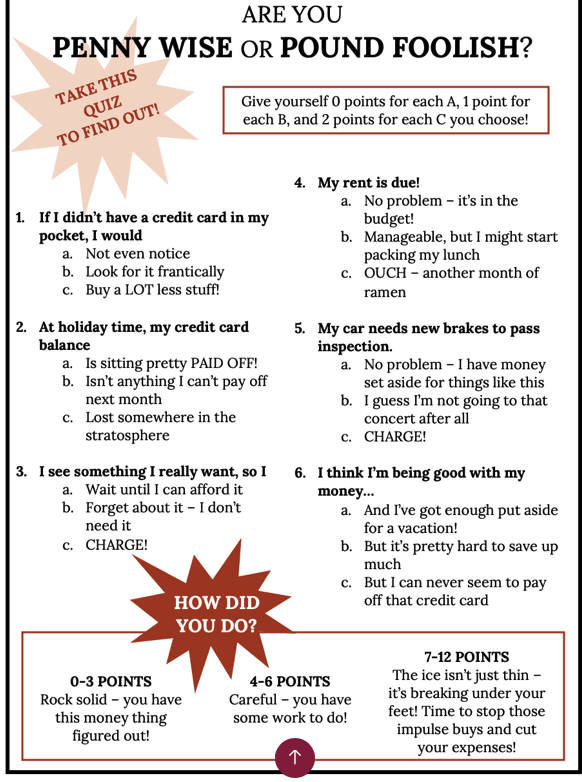 ARE YOU
PENNY WISE OR POUND FOOLISH?
TAKE THIS
QUIZ
TO FIND OUT!
Give yourself 0 points for each A, 1 point for
each B, and 2 points for each C you choose!
1. If I didn’t have a credit card in my
pocket, I would
a. Not even notice
b. Look for it frantically
c. Buy a LOT less stuff!
2. At holiday time, my credit card
balance
a. Is sitting pretty PAID OFF!
b. Isn’t anything I can’t pay off
next month
c. Lost somewhere in the
stratosphere
3. I see something I really want, so I
a. Wait until I can afford it
b. Forget about it – I don’t
need it
c. CHARGE!
4. My rent is due!
a. No problem – it’s in the
budget!
b. Manageable, but I might start
packing my lunch
c. OUCH – another month of
ramen
5. My car needs new brakes to pass
inspection.
a. No problem – I have money
set aside for things like this
b. I guess I’m not going to that
concert after all
c. CHARGE!
6. I think I’m being good with my
money…
a. And I’ve got enough put aside
for a vacation!
b. But it’s pretty hard to save up
much
c. But I can never seem to pay
off that credit card
HOW DID
YOU DO?
0-3 POINTS
Rock solid – you have
this money thing
figured out!
4-6 POINTS
Careful – you have
some work to do!
7-12 POINTS
The ice isn’t just thin –
it’s breaking under your
feet! Time to stop those
impulse buys and cut
your expenses!